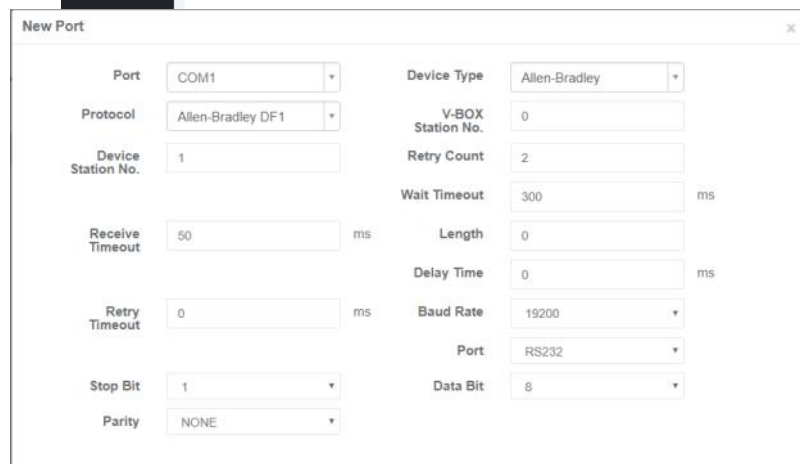 New Port ×
Port COM1 Device Type Allen-Bradley
Protocol Allen-Bradley DF1 V-BOX
Station No. 0
Device
Station No. 1 Retry Count 2
Wait Timeout 300 ms
Receive
Timeout 50 ms Length 0
Delay Time 0 ms
Retry
Timeout 0 ms Baud Rate 19200
Port RS232
Stop Bit 1 Data Bit 8
Parity NONE